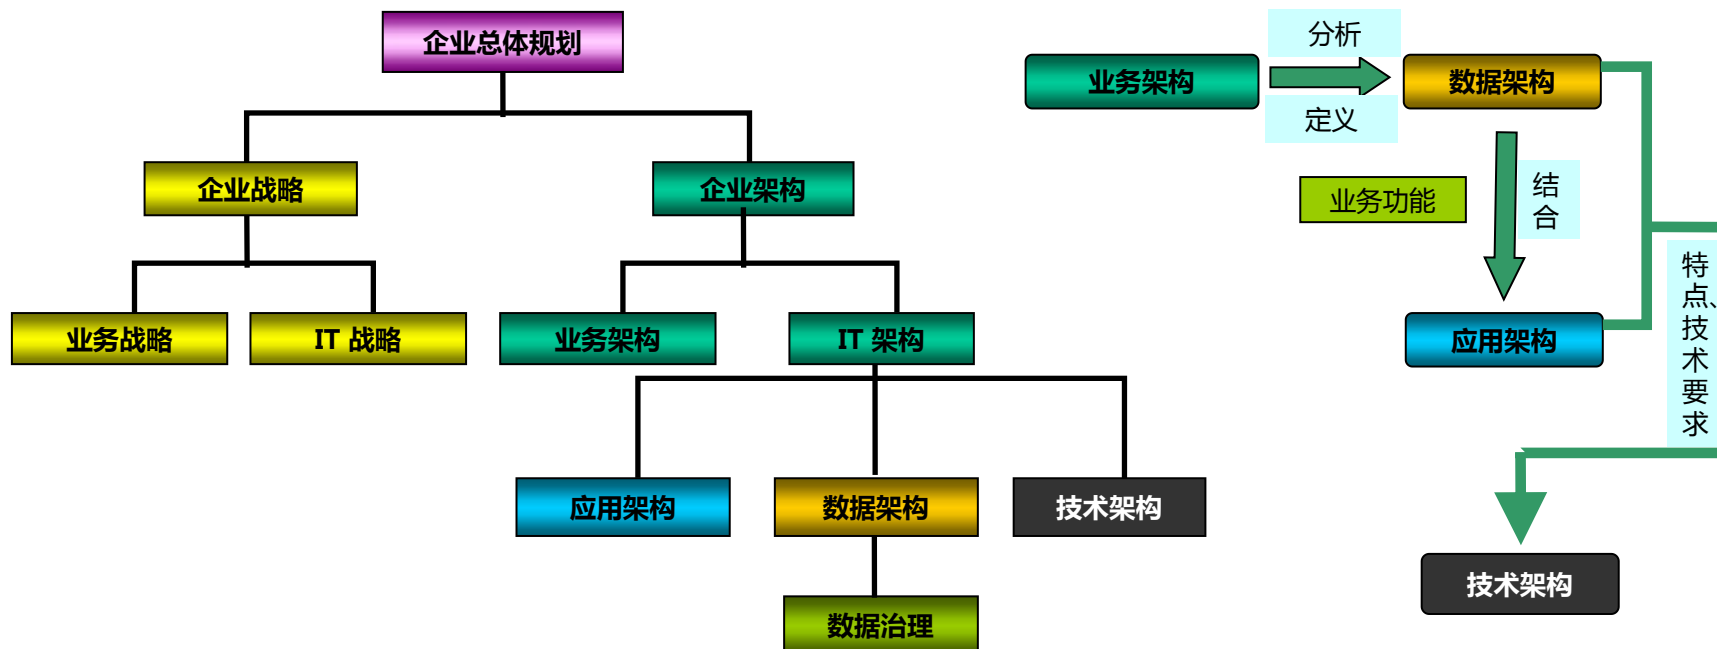 企业总体规划
企业战略
企业架构
业务战略
IT 战略
业务架构
IT 架构
应用架构
数据架构
技术架构
数据治理
业务架构
分析
定义
数据架构
业务功能
结
合
应用架构
特
点、
技
术
要
求
技术架构